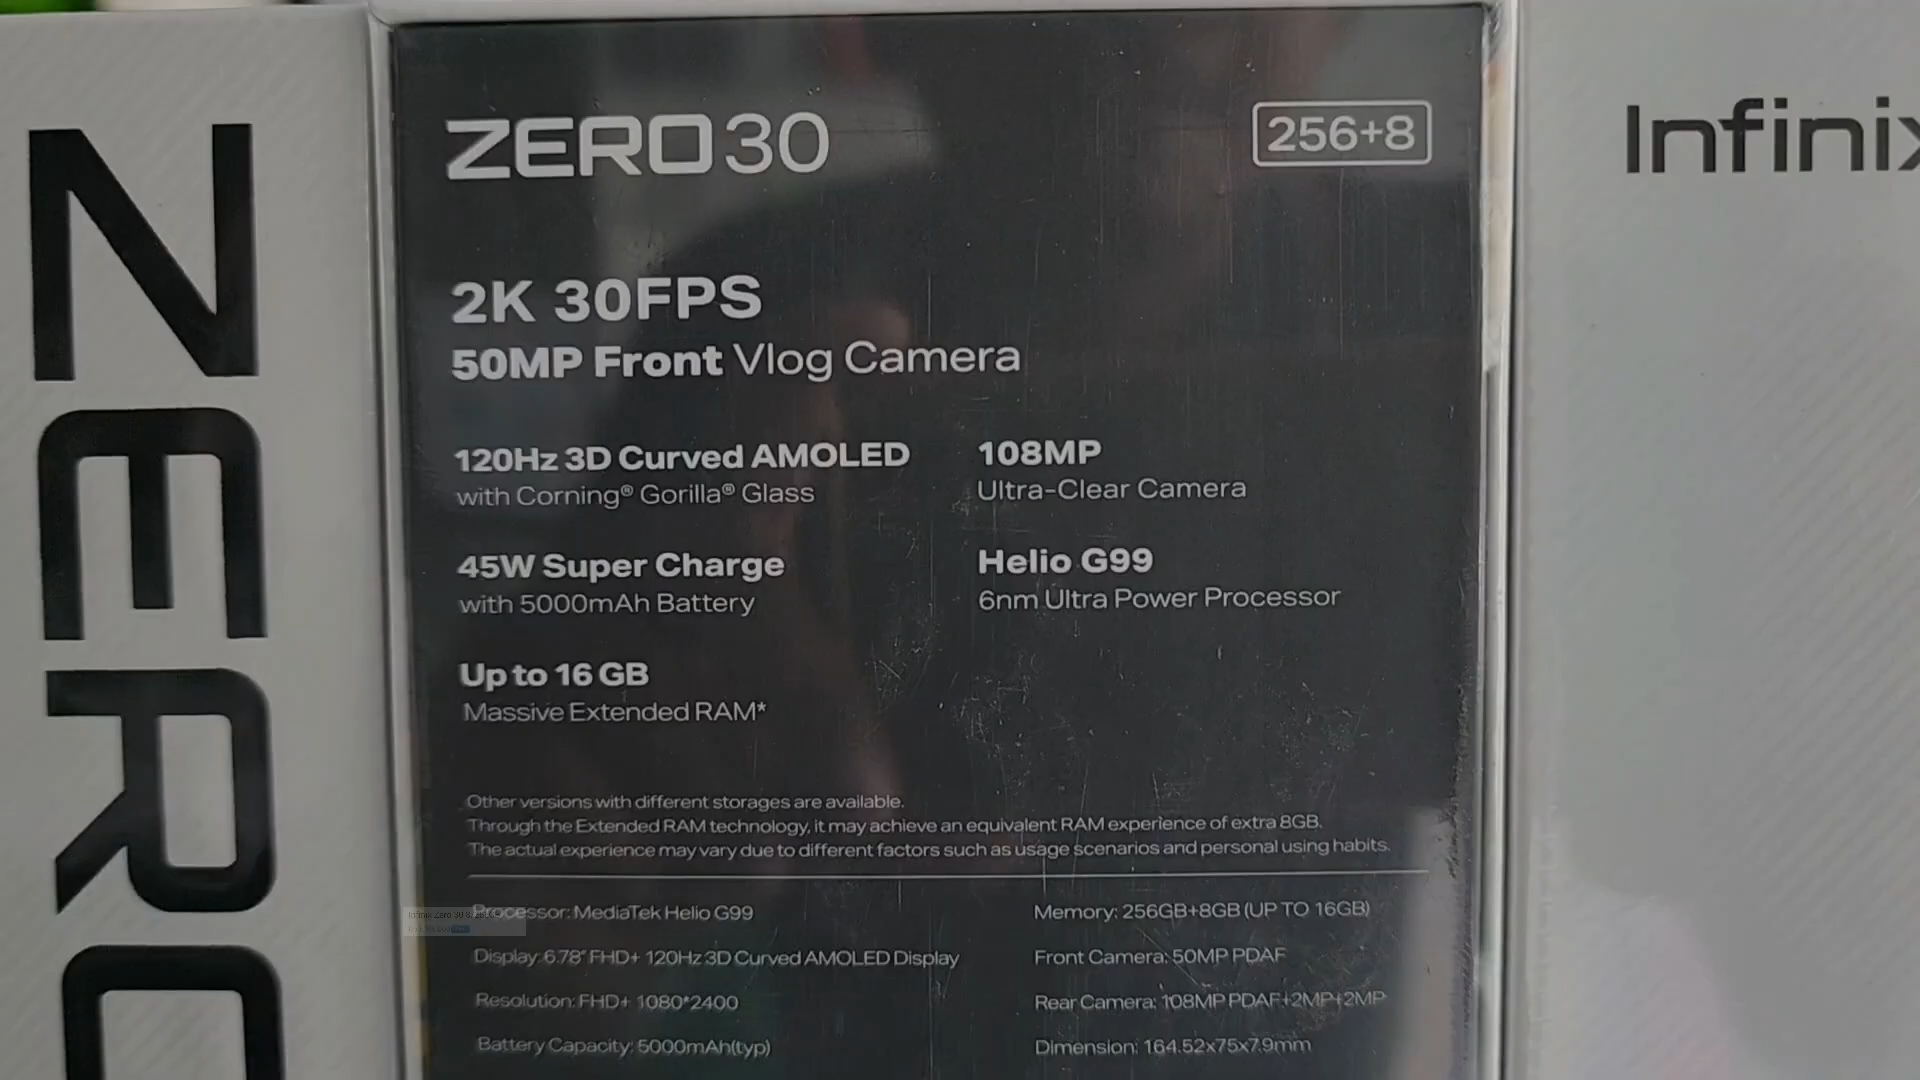 ZERO
ZERO30
256+8
Infinix
2K 30FPS
50MP Front Vlog Camera
120Hz 3D Curved AMOLED
with Corning® Gorilla® Glass
108MP
Ultra-Clear Camera
45W Super Charge
with 5000mAh Battery
Helio G99
6nm Ultra Power Processor
Up to 16 GB
Massive Extended RAM*
Other versions with different storages are available.
Through the Extended RAM technology, it may achieve an equivalent RAM experience of extra 8GB.
The actual experience may vary due to different factors such as usage scenarios and personal using habits.
Processor: MediaTek Helio G99
Memory: 256GB+8GB (UP TO 16GB)
Display: 6.78" FHD+ 120Hz 3D Curved AMOLED Display
Front Camera: 50MP PDAF
Resolution: FHD+ 1080*2400
Rear Camera: 108MP PDAF+2MP+2MP
Battery Capacity: 5000mAh(typ)
Dimension: 164.52x75x7.9mm
Infinix Zero 30